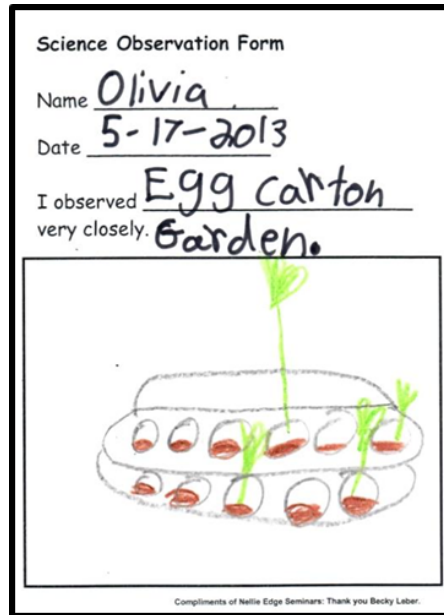 Science Observation Form
Name Olivia
Date 5-17-2013
I observed Egg carton
very closely. Garden.
Compliments of Nellie Edge Seminars: Thank you Becky Leber.